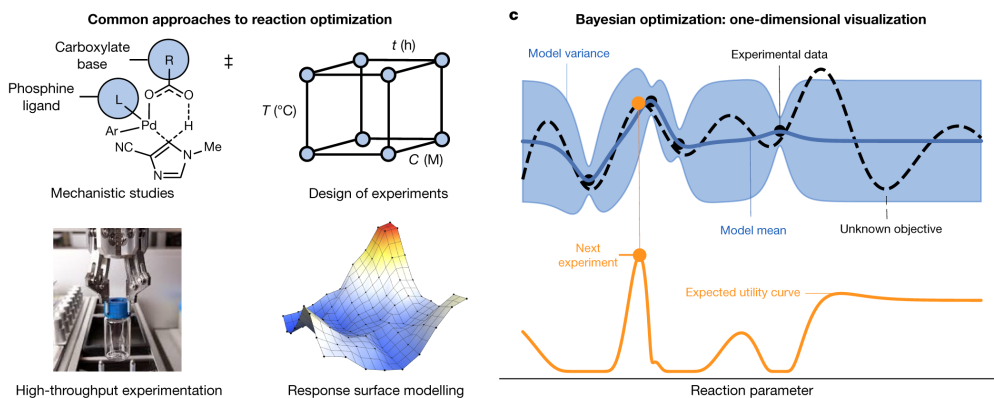 Common approaches to reaction optimization
Carboxylate
base
R
‡
Phosphine
ligand
L
O
O
Pd
H
Ar
NC
N
Me
N
Mechanistic studies
t (h)
T (°C)
C (M)
Design of experiments
High-throughput experimentation
Response surface modelling
c
Bayesian optimization: one-dimensional visualization
Model variance
Experimental data
Model mean
Unknown objective
Next
experiment
Expected utility curve
Reaction parameter